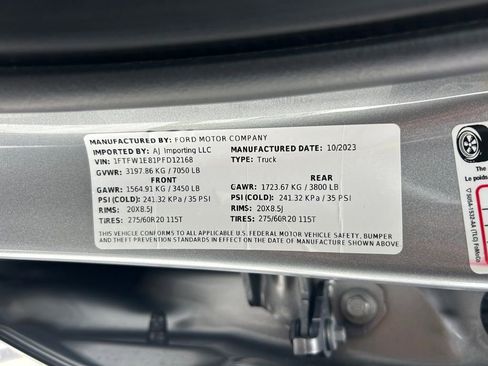 MANUFACTURED BY: FORD MOTOR COMPANY
IMPORTED BY: AJ Importing LLC MANUFACTURED DATE: 10/2023
VIN: 1FTFW1E81PFD12168 TYPE: Truck
GVWR: 3197.86 KG / 7050 LB
FRONT REAR
GAWR: 1564.91 KG / 3450 LB GAWR: 1723.67 KG / 3800 LB
PSI (COLD): 241.32 KPA / 35 PSI PSI (COLD): 241.32 KPA / 35 PSI
RIMS: 20X8.5J RIMS: 20X8.5J
TIRES: 275/60R20 115T TIRES: 275/60R20 115T
THIS VEHICLE CONFORMS TO ALL APPLICABLE U.S. FEDERAL MOTOR VEHICLE SAFETY, BUMPER
AND THEFT PREVENTION STANDARDS IN EFFECT ON THE DATE OF MANUFACTURE SHOWN ABOVE.
The
Le poids